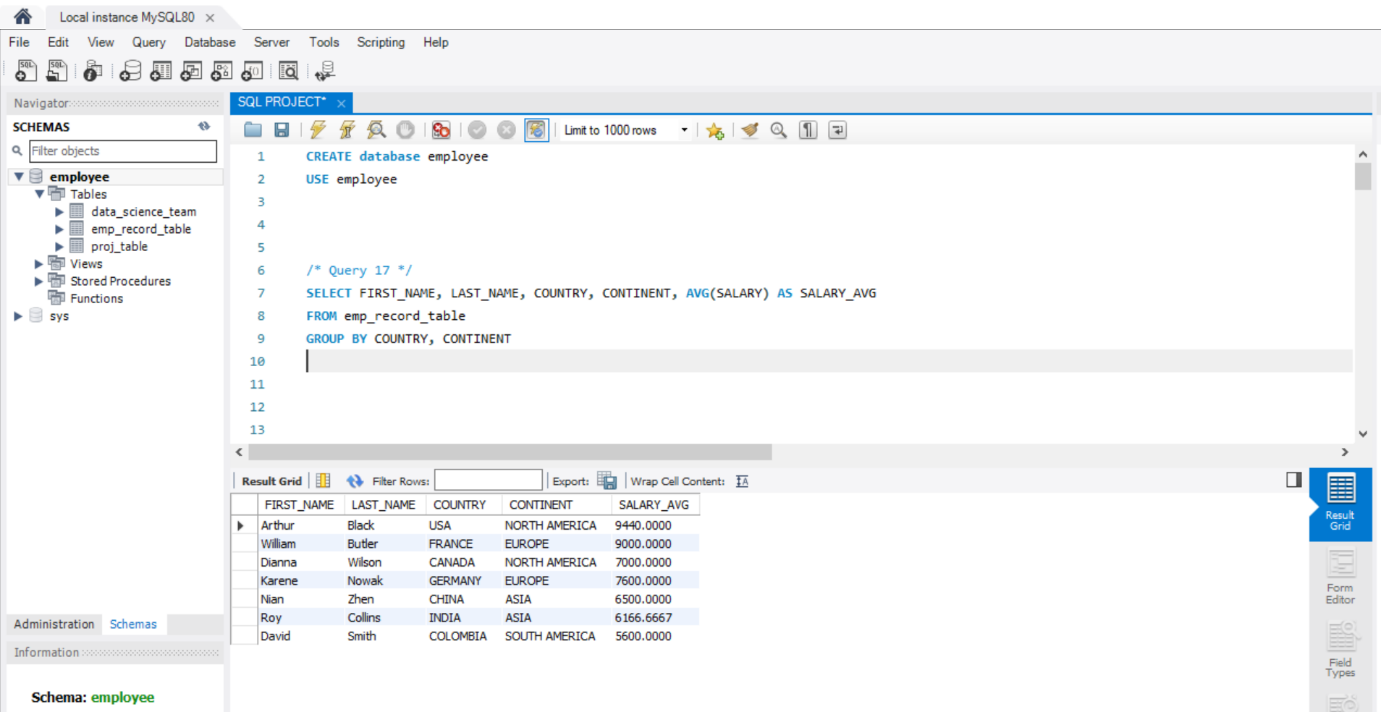 Local instance MySQL80 ×
File Edit View Query Database Server Tools Scripting Help
Navigator
SCHEMAS
Filter objects
employee
Tables
data_science_team
emp_record_table
proj_table
Views
Stored Procedures
Functions
sys
Administration Schemas
Information
Schema: employee
SQL PROJECT* ×
Limit to 1000 rows
1 CREATE database employee
2 USE employee
3
4
5
6 /* Query 17 */
7 SELECT FIRST_NAME, LAST_NAME, COUNTRY, CONTINENT, AVG(SALARY) AS SALARY_AVG
8 FROM emp_record_table
9 GROUP BY COUNTRY, CONTINENT
10
11
12
13
Result Grid Filter Rows: Export: Wrap Cell Content:
FIRST_NAME LAST_NAME COUNTRY CONTINENT SALARY_AVG
Arthur Black USA NORTH AMERICA 9440.0000
William Butler FRANCE EUROPE 9000.0000
Dianna Wilson CANADA NORTH AMERICA 7000.0000
Karene Nowak GERMANY EUROPE 7600.0000
Nian Zhen CHINA ASIA 6500.0000
Roy Collins INDIA ASIA 6166.6667
David Smith COLOMBIA SOUTH AMERICA 5600.0000
Result
Grid
Form
Editor
Field
Types